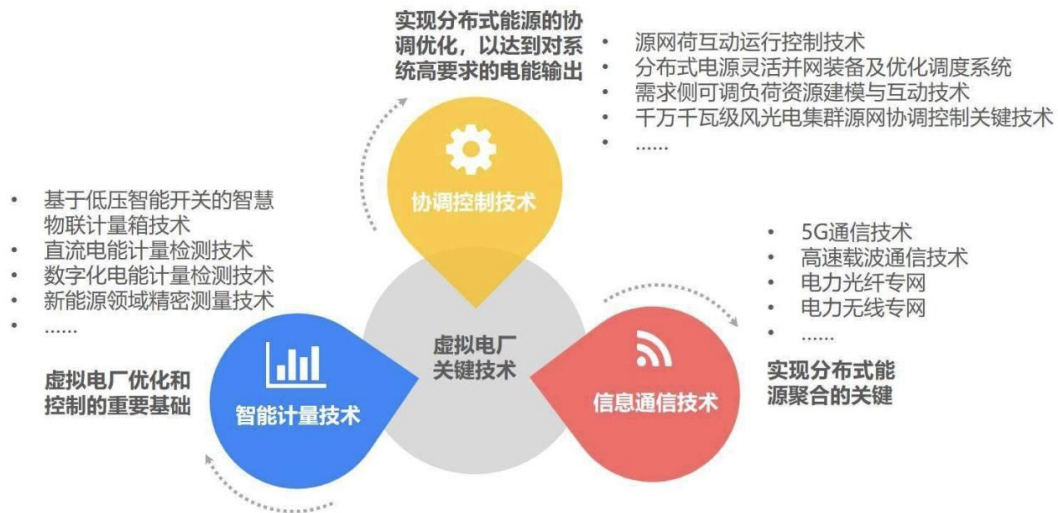 实现分布式能源的协
调优化，以达到对系
统高要求的电能输出
• 源网荷互动运行控制技术
• 分布式电源灵活并网装备及优化调度系统
• 需求侧可调负荷资源建模与互动技术
• 千万千瓦级风光电集群源网协调控制关键技术
• ......
协调控制技术
• 基于低压智能开关的智慧
物联计量箱技术
• 直流电能计量检测技术
• 数字化电能计量检测技术
• 新能源领域精密测量技术
• ......
虚拟电厂优化和
控制的重要基础
智能计量技术
虚拟电厂
关键技术
• 5G通信技术
• 高速载波通信技术
• 电力光纤专网
• 电力无线专网
• ......
实现分布式能
源聚合的关键
信息通信技术